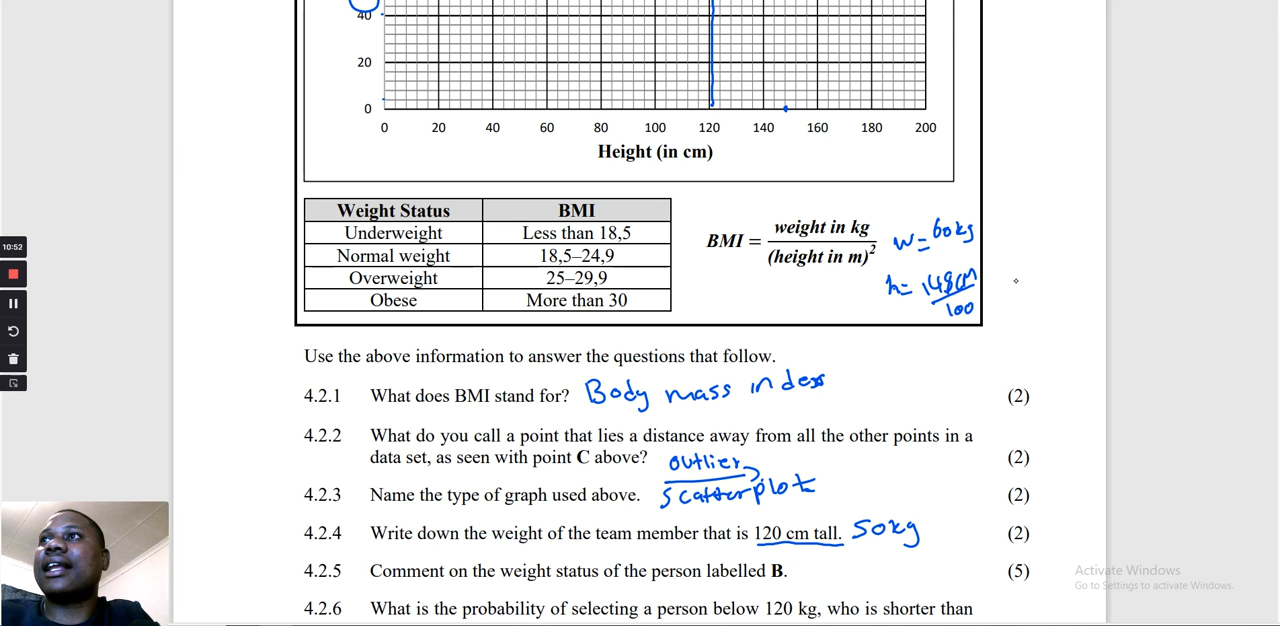 40
20
0
0 20 40 60 80 100 120 140 160 180 200
Height (in cm)
Weight Status BMI
Underweight Less than 18,5
Normal weight 18,5–24,9
Overweight 25–29,9
Obese More than 30
BMI = weight in kg
(height in m)²
w = 60kg
h = 148cm
100
10:52
Use the above information to answer the questions that follow.
4.2.1 What does BMI stand for? Body mass index (2)
4.2.2 What do you call a point that lies a distance away from all the other points in a
data set, as seen with point C above? outlier (2)
4.2.3 Name the type of graph used above. scatter plot (2)
4.2.4 Write down the weight of the team member that is 120 cm tall. 50kg (2)
4.2.5 Comment on the weight status of the person labelled B. (5)
4.2.6 What is the probability of selecting a person below 120 kg, who is shorter than
Activate Windows
Go to Settings to activate Windows.